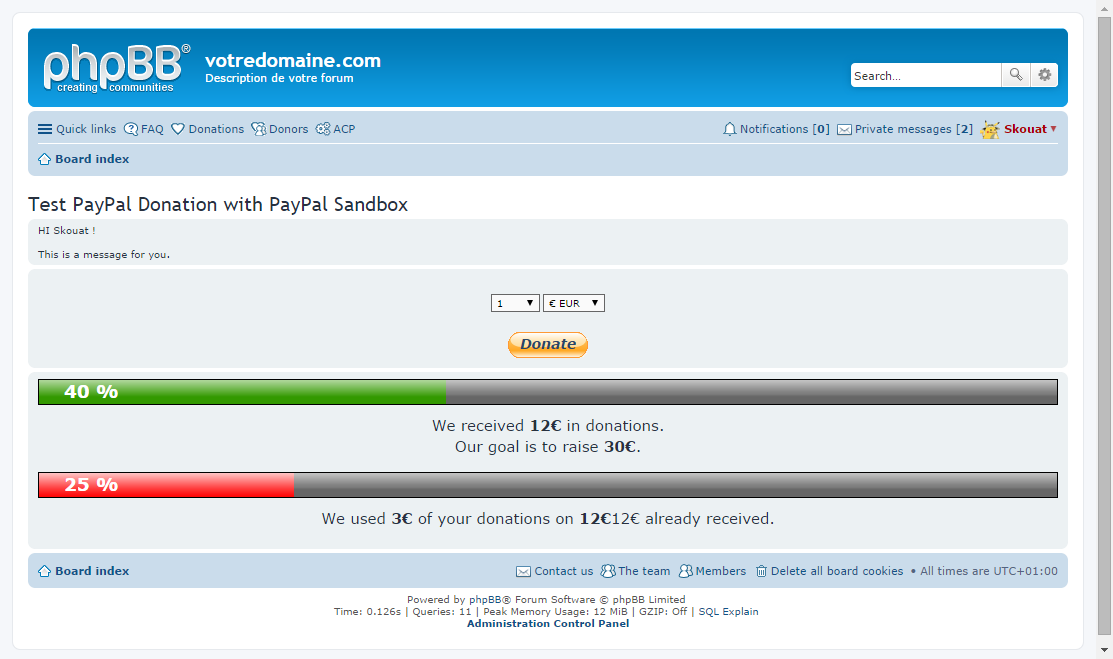 phpBB®
creating communities
votredomaine.com
Description de votre forum
Search...
Quick links FAQ Donations Donors ACP Notifications [0] Private messages [2] Skouat
Board index
Test PayPal Donation with PayPal Sandbox
HI Skouat !
This is a message for you.
1 € EUR
Donate
40 %
We received 12€ in donations.
Our goal is to raise 30€.
25 %
We used 3€ of your donations on 12€12€ already received.
Board index Contact us The team Members Delete all board cookies • All times are UTC+01:00
Powered by phpBB® Forum Software © phpBB Limited
Time: 0.126s | Queries: 11 | Peak Memory Usage: 12 MiB | GZIP: Off | SQL Explain
Administration Control Panel